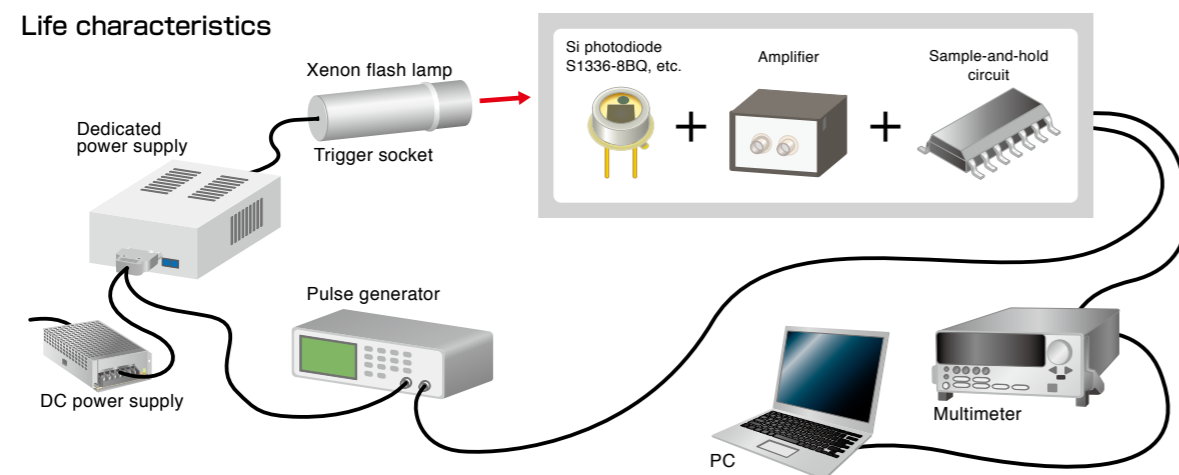 Life characteristics
Si photodiode
S1336-8BQ, etc.
Amplifier
Sample-and-hold
circuit
Xenon flash lamp
Trigger socket
Dedicated
power supply
Pulse generator
DC power supply
Multimeter
PC